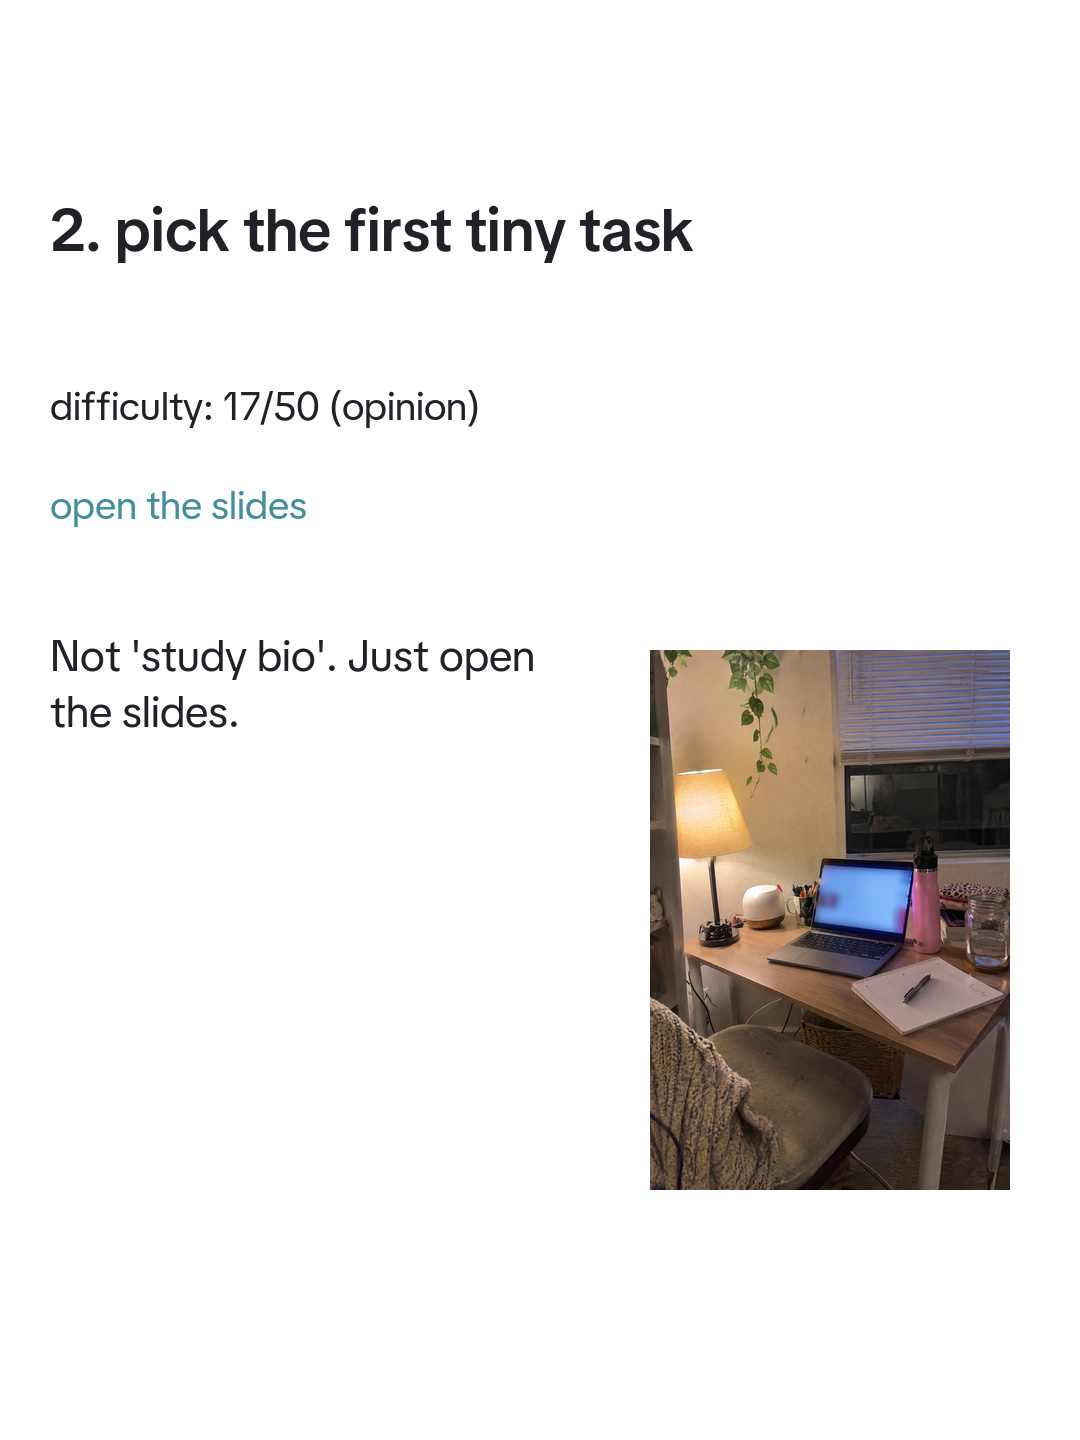 2. pick the first tiny task
difficulty: 17/50 (opinion)
open the slides
Not 'study bio'. Just open
the slides.